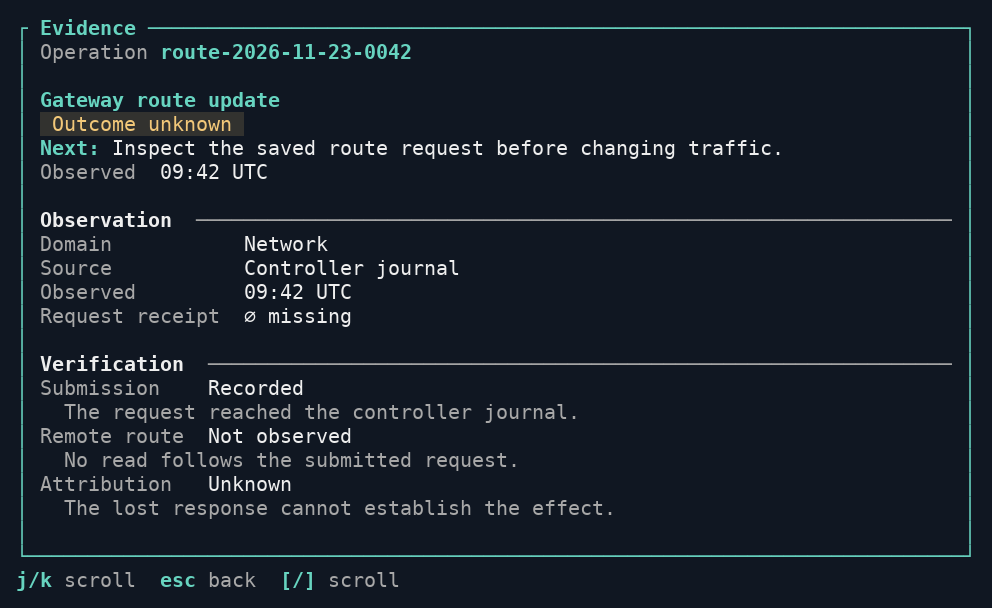 Evidence
Operation route-2026-11-23-0042
Gateway route update
Outcome unknown
Next: Inspect the saved route request before changing traffic.
Observed  09:42 UTC
Observation
Domain           Network
Source           Controller journal
Observed         09:42 UTC
Request receipt  ∅ missing
Verification
Submission    Recorded
The request reached the controller journal.
Remote route  Not observed
No read follows the submitted request.
Attribution   Unknown
The lost response cannot establish the effect.
j/k scroll  esc back  [/] scroll